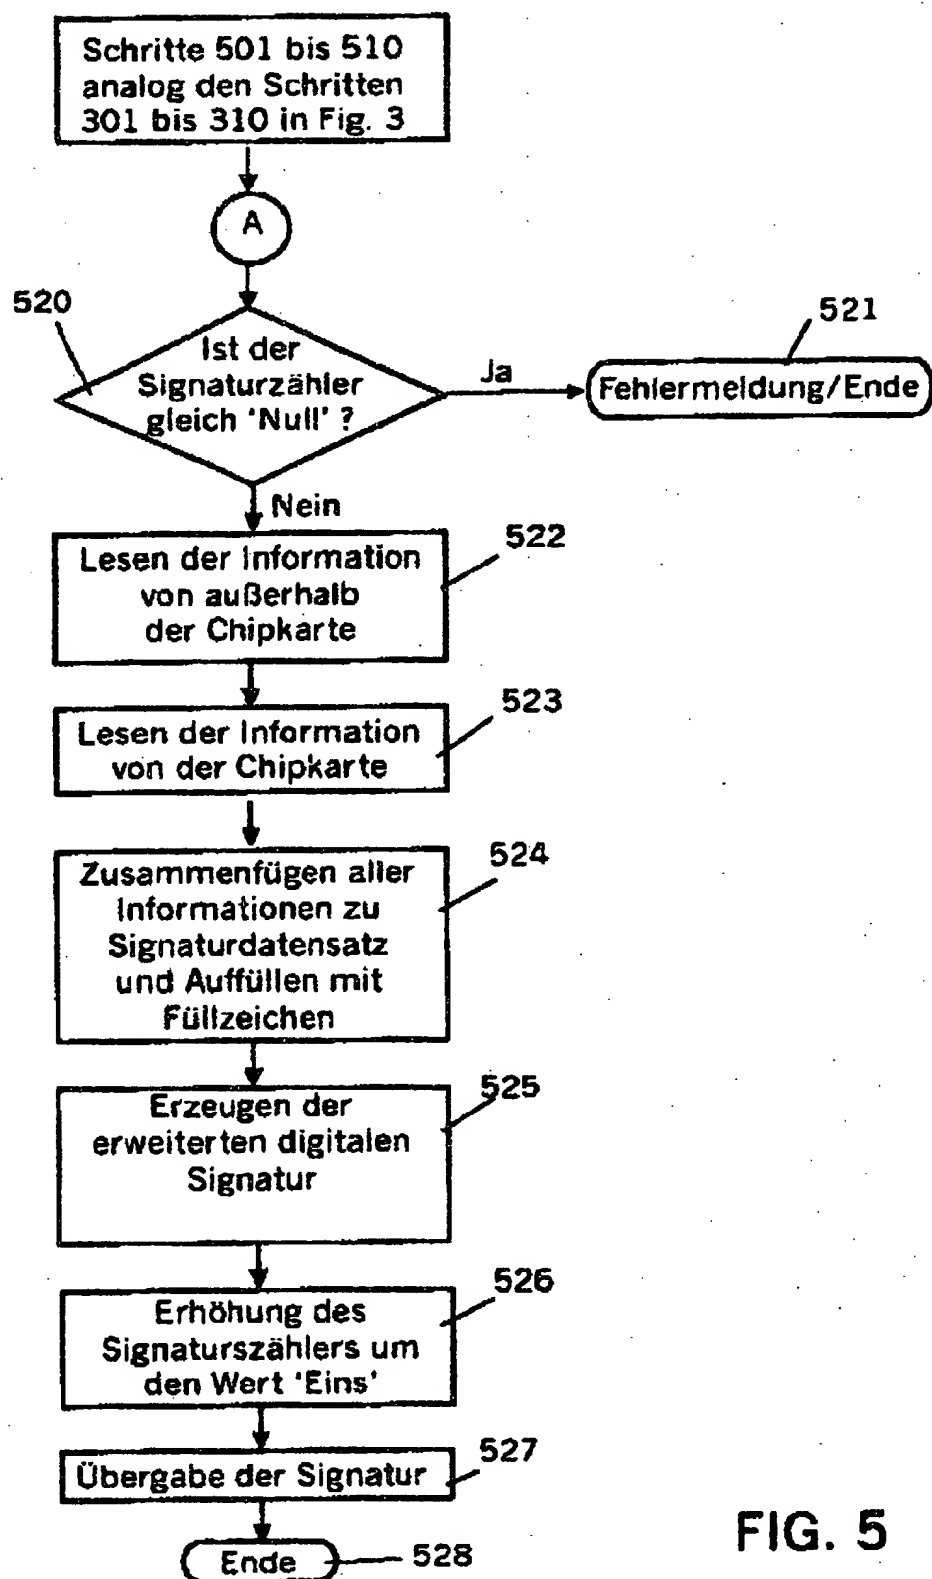 Schritte 501 bis 510
analog den Schritten
301 bis 310 in Fig. 3
A
520
Ist der
Signaturzähler
gleich 'Null' ?
Ja
521
Fehlermeldung/Ende
Nein
522
Lesen der Information
von außerhalb
der Chipkarte
523
Lesen der Information
von der Chipkarte
524
Zusammenfügen aller
Informationen zu
Signaturdatensatz
und Auffüllen mit
Füllzeichen
525
Erzeugen der
erweiterten digitalen
Signatur
526
Erhöhung des
Signaturszählers um
den Wert 'Eins'
527
Übergabe der Signatur
Ende
528
FIG. 5